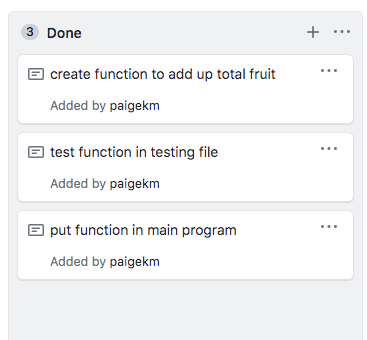 3 Done
create function to add up total fruit
Added by paigekm
test function in testing file
Added by paigekm
put function in main program
Added by paigekm